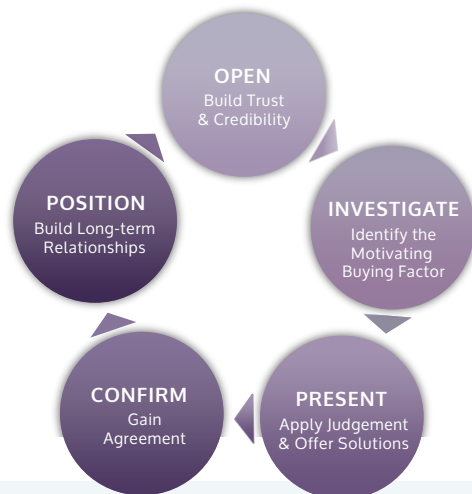 OPEN
Build Trust
& Credibility
INVESTIGATE
Identify the
Motivating
Buying Factor
PRESENT
Apply Judgement
& Offer Solutions
CONFIRM
Gain
Agreement
POSITION
Build Long-term
Relationships